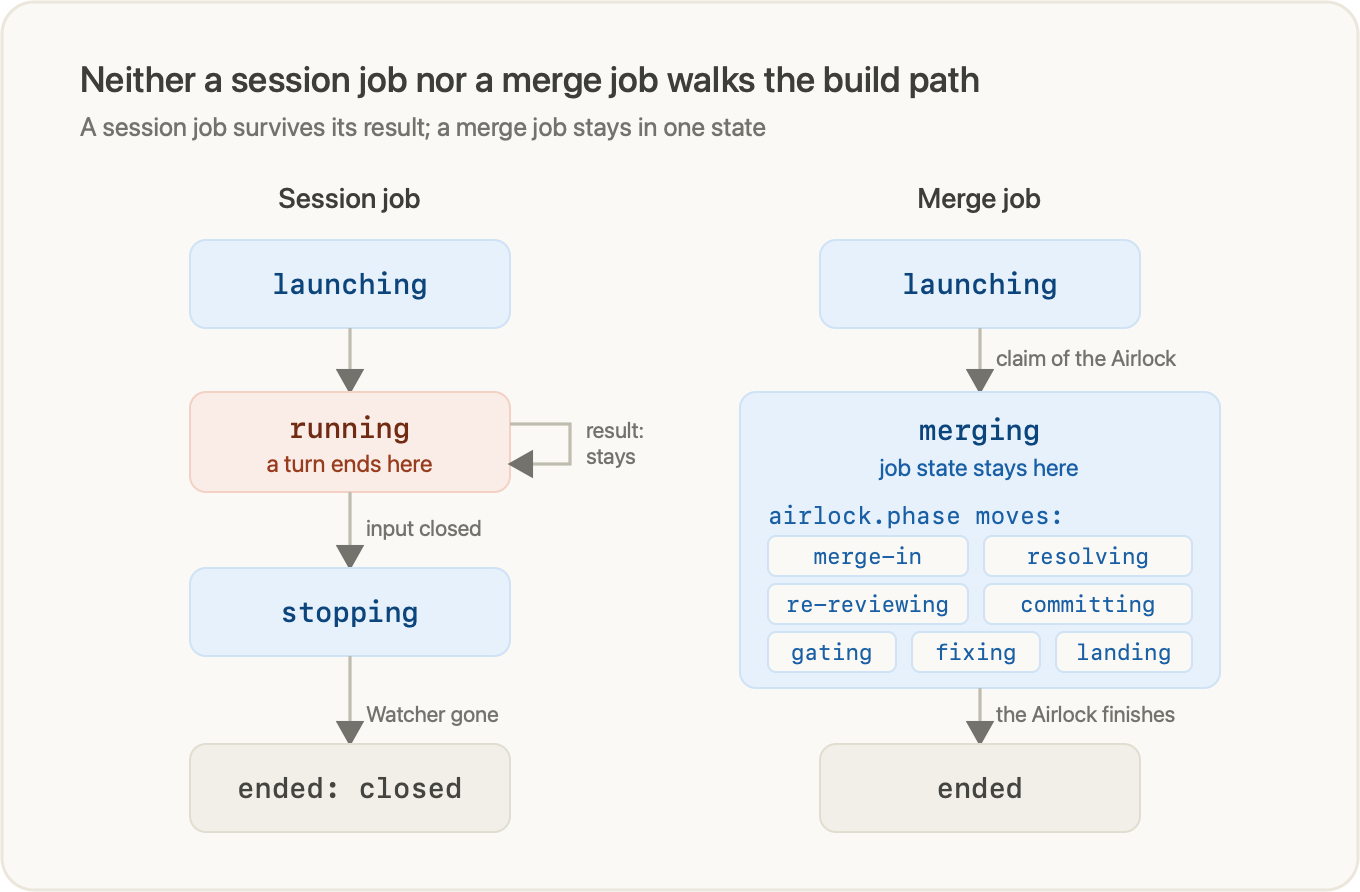 Neither a session job nor a merge job walks the build path
A session job survives its result; a merge job stays in one state
Session job
launching
running
a turn ends here
result:
stays
input closed
stopping
Watcher gone
ended: closed
Merge job
launching
claim of the Airlock
merging
job state stays here
airlock.phase moves:
merge-in
resolving
re-reviewing
committing
gating
fixing
landing
the Airlock finishes
ended